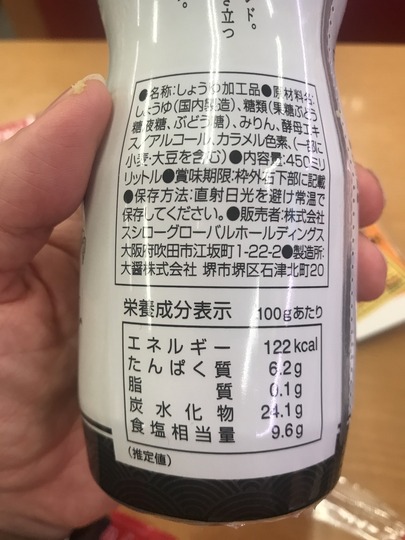 ド。
き立つ
す。
●名称:しょうゆ加工品●原材料名:
しょうゆ(国内製造)、糖類(果糖ぶどう
糖液糖、ぶどう糖)、みりん、酵母エキ
ス/アルコール、カラメル色素、(一部に
小麦・大豆を含む)●内容量:450ミリ
リットル●賞味期限:枠外右下部に記載
●保存方法:直射日光を避け常温で
保存してください。●販売者:株式会社
スシローグローバルホールディングス
大阪府吹田市江坂町1-22-2●製造所:
大醤株式会社 堺市堺区石津北町20
栄養成分表示 100gあたり
エネルギー 122kcal
たんぱく質 6.2g
脂質 0.1g
炭水化物 24.1g
食塩相当量 9.6g
(推定値)